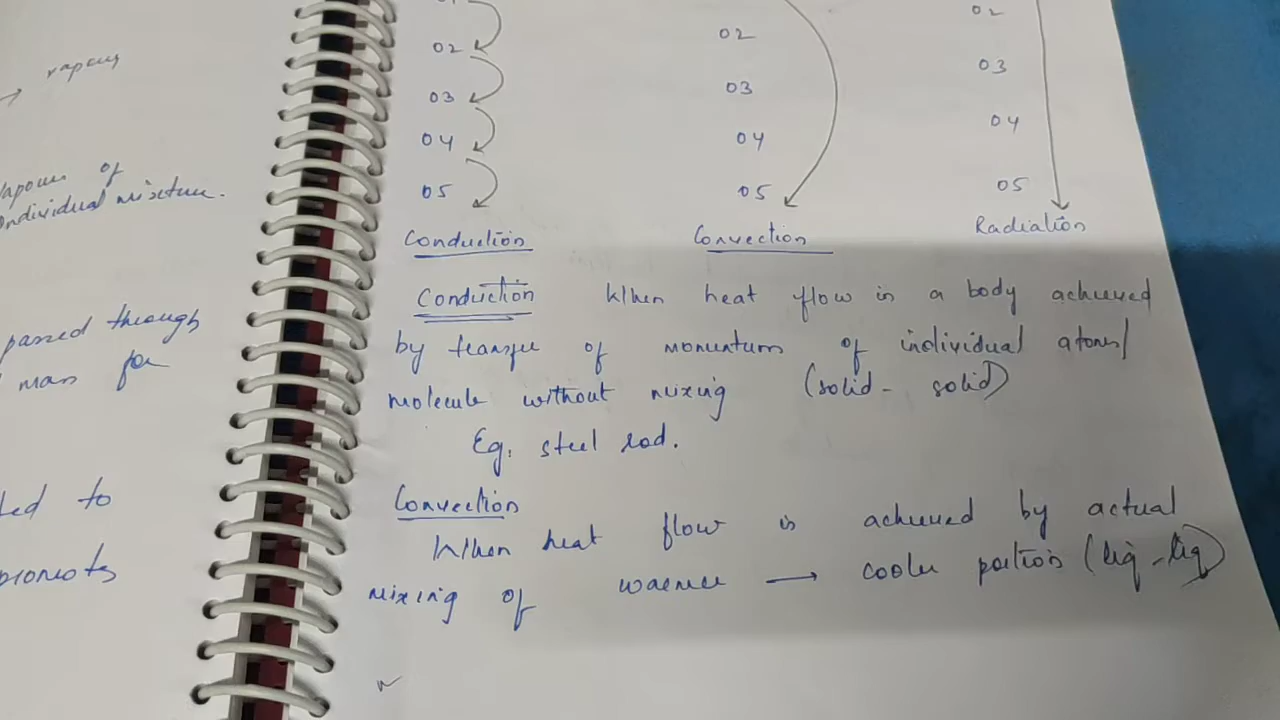 vapour
vapour of
individual mixture.
passed through
mass for
ted to
promots
02
03
04
05
Conduction
02
03
04
05
Convection
02
03
04
05
Radiation
Conduction When heat flow in a body achieved
by transfer of momentum of individual atoms/
molecule without mixing (solid - solid)
Eg. steel rod.
Convection
When heat flow is achieved by actual
mixing of warmer → cooler portion (liq - liq)